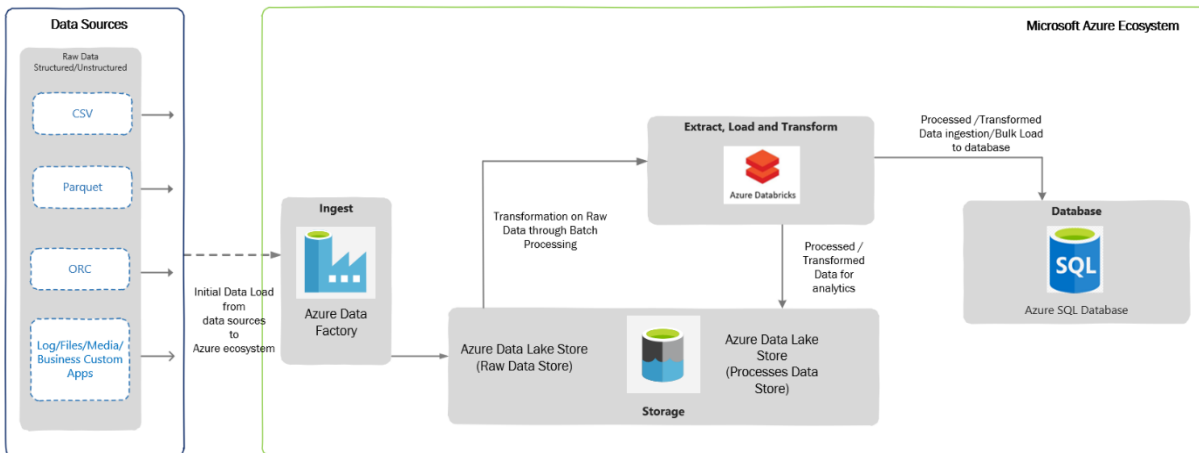 Data Sources
Raw Data
Structured/Unstructured
CSV
Parquet
ORC
Log/Files/Media/
Business Custom
Apps
Initial Data Load
from
data sources
to
Azure ecosystem
Microsoft Azure Ecosystem
Ingest
Azure Data
Factory
Transformation on Raw
Data through Batch
Processing
Extract, Load and Transform
Azure Databricks
Processed /Transformed
Data ingestion/Bulk Load
to database
Processed /
Transformed
Data for
analytics
Database
SQL
Azure SQL Database
Azure Data Lake Store
(Raw Data Store)
Azure Data Lake
Store
(Processes Data
Store)
Storage